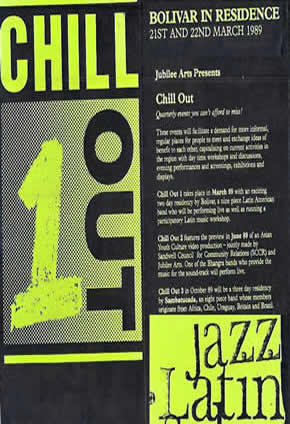 CHILL
OUT
1
BOLIVAR IN RESIDENCE
21ST AND 22ND MARCH 1989
Jubilee Arts Presents
Chill Out
Quarterly events you can't afford to miss!
These events will facilitate a demand for more informal,
regular places for people to meet and exchange ideas of
benefit to each other, capitalising on current activities in
the region with day time workshops and discussions,
evening performances and screenings, exhibitions and
displays.
Chill Out 1 takes place in March 89 with an exciting
two day residency by Bolivar, a nine piece Latin American
band who will be performing live as well as running a
participatory Latin music workshop.
Chill Out 2 features the preview in June 89 of an Asian
Youth Culture video production – jointly made by
Sandwell Council for Community Relations (SCCR) and
Jubilee Arts. One of the Bhangra bands who provide the
music for the sound-track will perform live.
Chill Out 3 in October 89 will be a three day residency
by Sambatucada, an eight piece band whose members
originate from Africa, Chile, Uruguay, Britain and Brazil.
Jazz
Latin